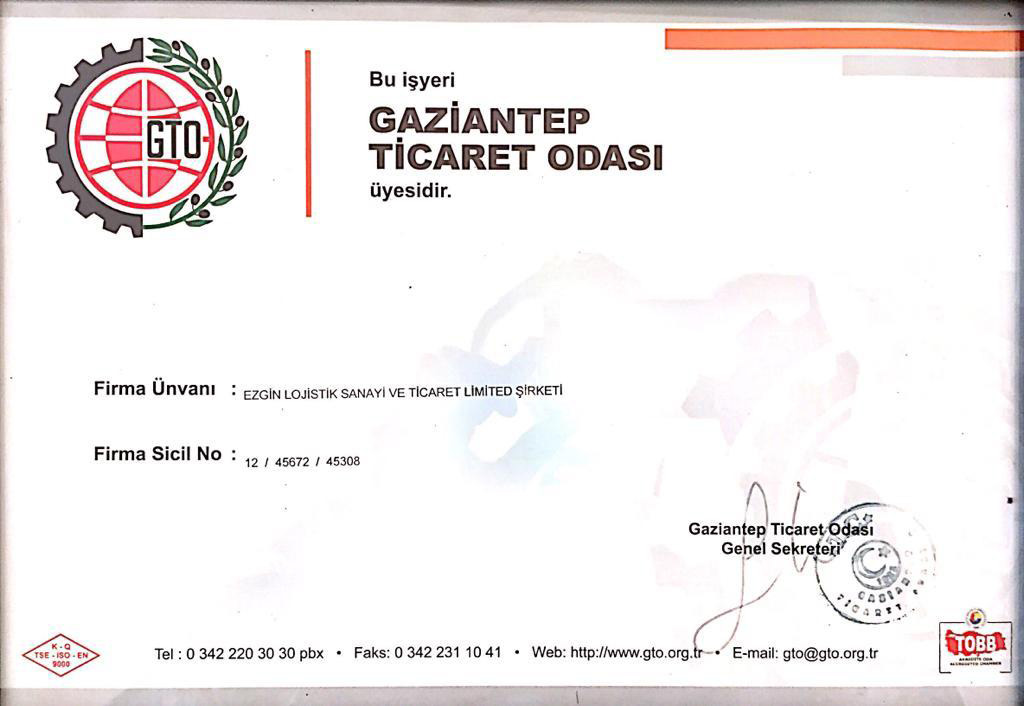 GTO
Bu işyeri
GAZİANTEP
TİCARET ODASI
üyesidir.
Firma Ünvanı : EZGİN LOJİSTİK SANAYİ VE TİCARET LİMİTED ŞİRKETİ
Firma Sicil No : 12 / 45672 / 45308
Gaziantep Ticaret Odası
Genel Sekreteri
K - Q
TSE - ISO - EN
9000
Tel : 0 342 220 30 30 pbx • Faks: 0 342 231 10 41 • Web: http://www.gto.org.tr • E-mail: gto@gto.org.tr
TOBB